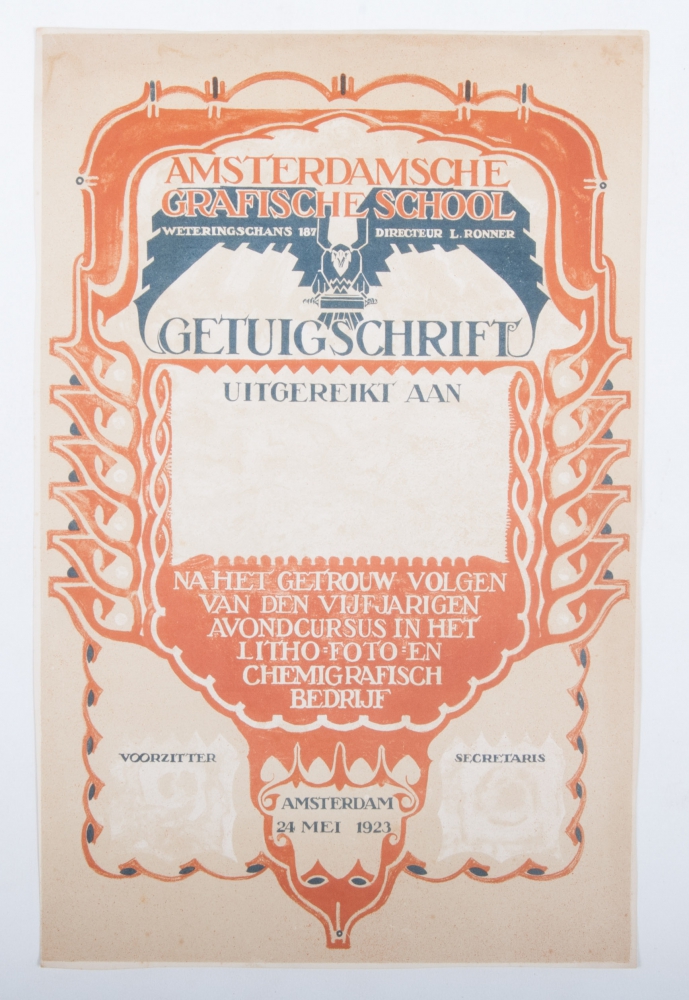 AMSTERDAMSCHE
GRAFISCHE SCHOOL
WETERINGSCHANS 187 DIRECTEUR L. RONNER
GETUIGSCHRIFT
UITGEREIKT AAN
NA HET GETROUW VOLGEN
VAN DEN VIJFJARIGEN
AVONDCURSUS IN HET
LITHO=FOTO=EN
CHEMIGRAFISCH
BEDRIJF
VOORZITTER
SECRETARIS
AMSTERDAM
24 MEI 1923